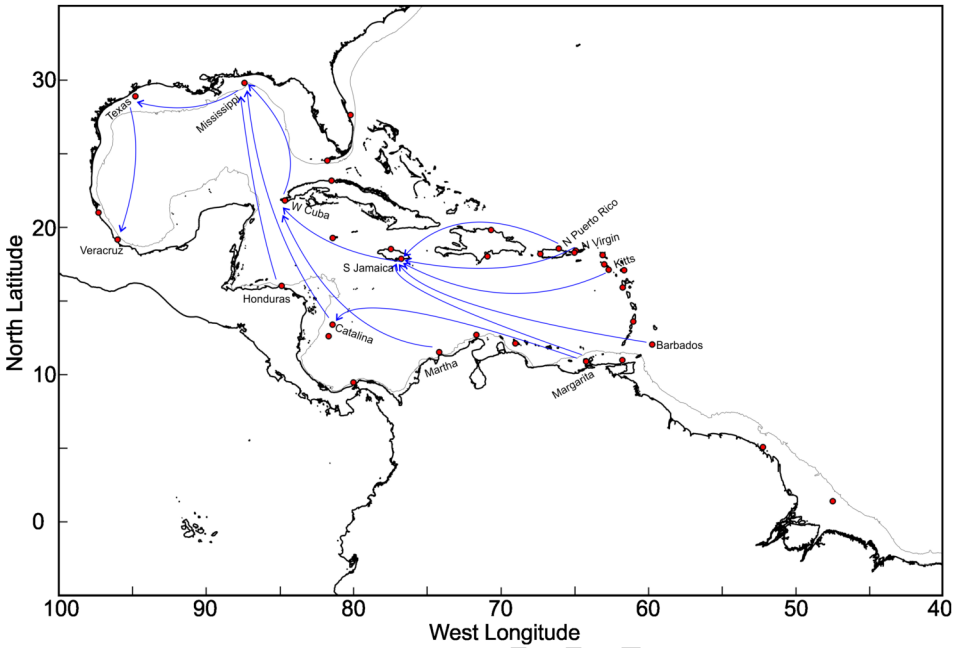 30
20
10
0
North Latitude
100
90
80
70
60
50
40
West Longitude
Texas
Mississippi
Veracruz
W Cuba
N Puerto Rico
N Virgin
Kitts
S Jamaica
Honduras
Catalina
Martha
Margarita
Barbados